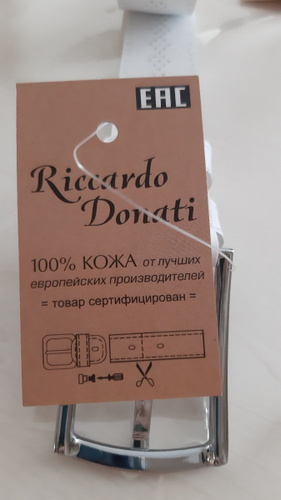 EAC
Riccardo
Donati
100% КОЖА от лучших
европейских производителей
= товар сертифицирован =